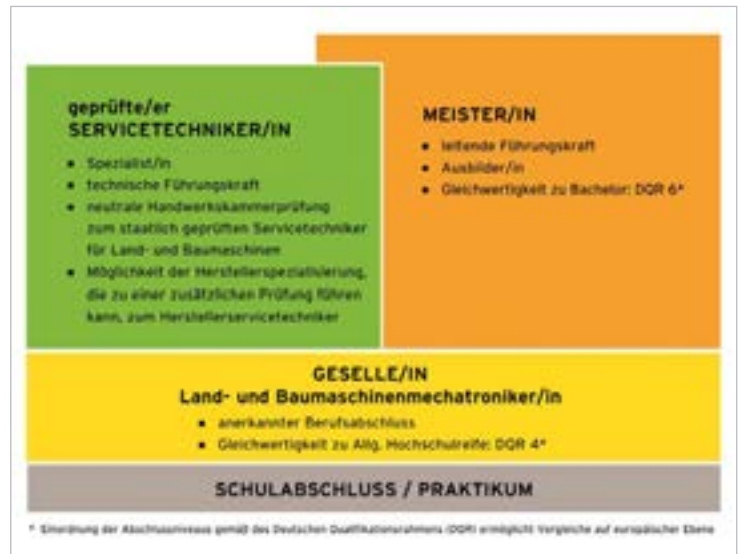 geprüfte/er
SERVICETECHNIKER/IN
• Spezialist/in
• technische Führungskraft
• neutrale Handwerkskammerprüfung
zum staatlich geprüften Servicetechniker
für Land- und Baumaschinen
• Möglichkeit der Herstellerspezialisierung,
die zu einer zusätzlichen Prüfung führen
kann, zum Herstellerservicetechniker
MEISTER/IN
• leitende Führungskraft
• Ausbilder/in
• Gleichwertigkeit zu Bachelor: DQR 6*
GESELLE/IN
Land- und Baumaschinenmechatroniker/in
• anerkannter Berufsabschluss
• Gleichwertigkeit zu Allg. Hochschulreife: DQR 4*
SCHULABSCHLUSS / PRAKTIKUM
* Einordnung der Abschlussniveaus gemäß des Deutschen Qualifikationsrahmens (DQR) ermöglicht Vergleiche auf europäischer Ebene